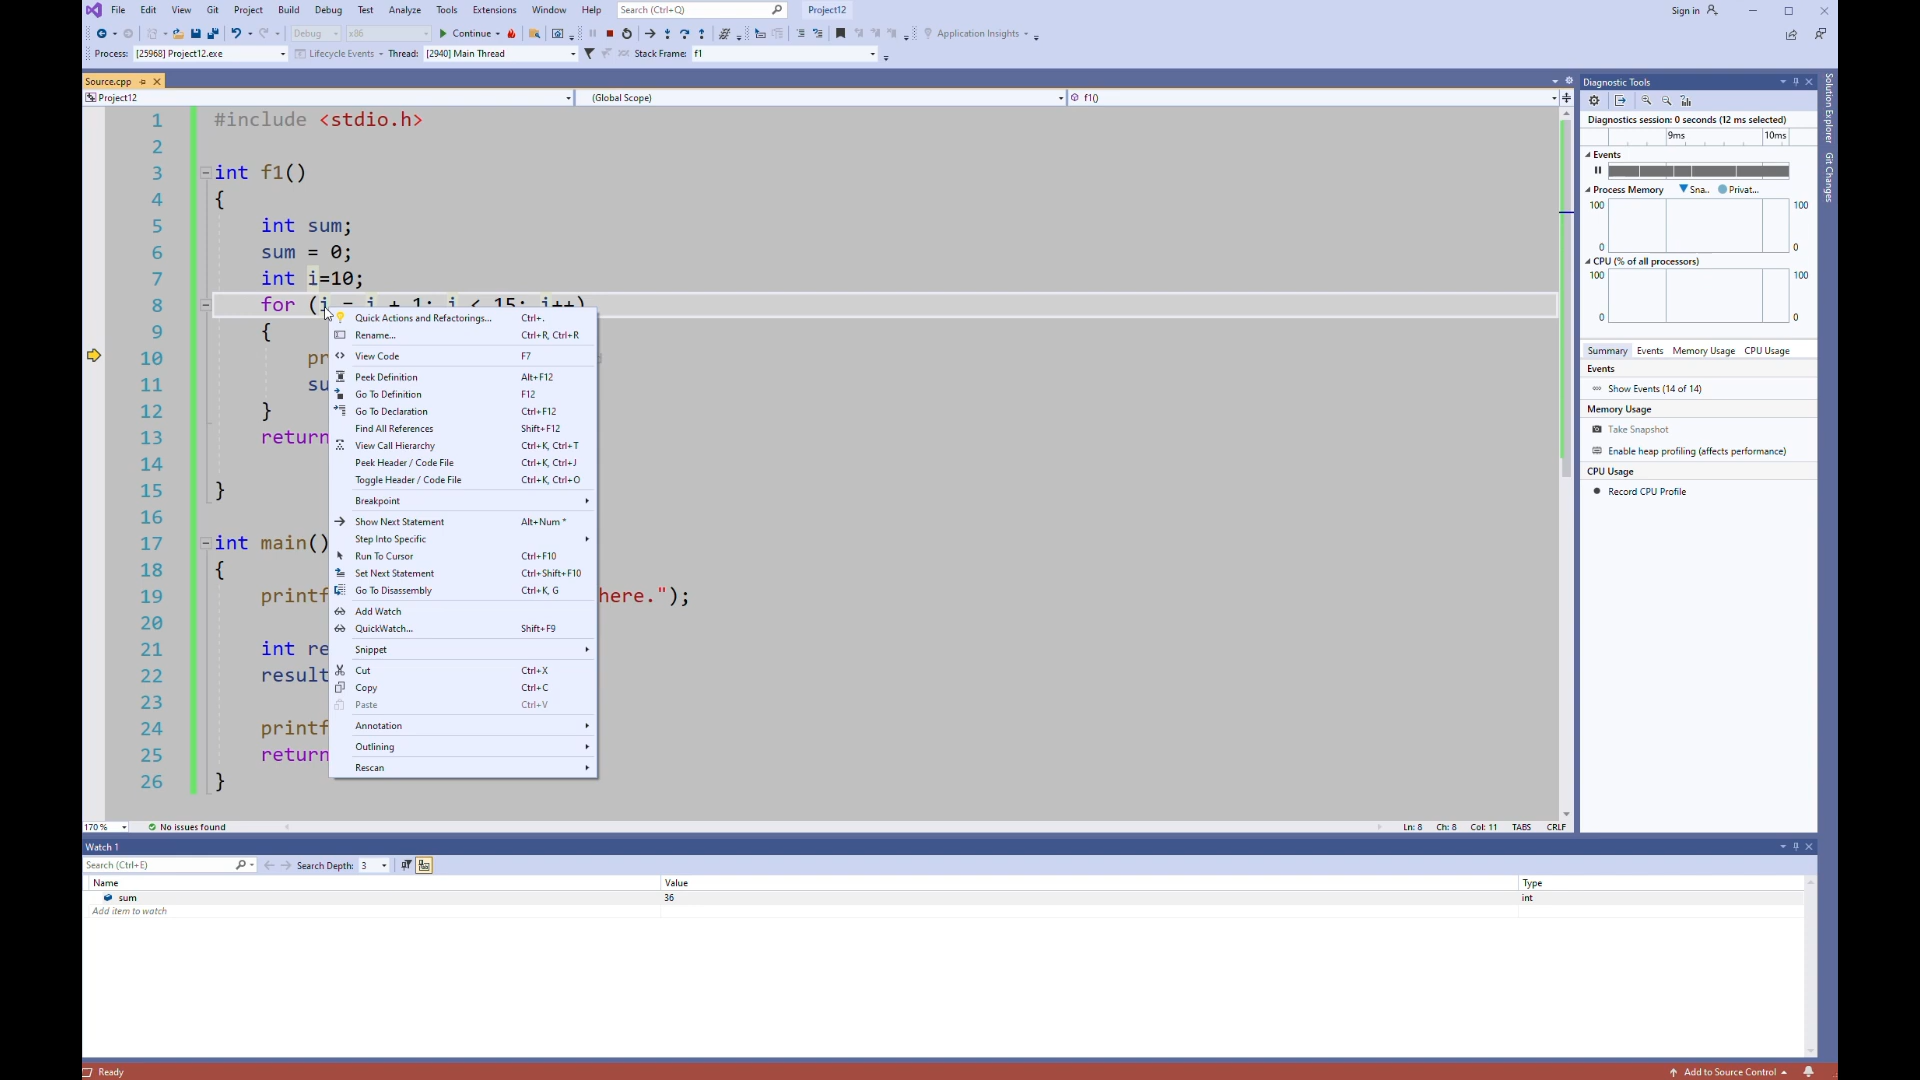 File Edit View Git Project Build Debug Test Analyze Tools Extensions Window Help Search (Ctrl+Q) Project12 Sign in
Debug x86 Continue Application Insights
Process: [25968] Project12.exe Lifecycle Events Thread: [2940] Main Thread Stack Frame: f1
Source.cpp
Project12 (Global Scope) f1()
1 #include <stdio.h>
2
3 int f1()
4 {
5 int sum;
6 sum = 0;
7 int i=10;
8 for (i = i + 1; i < 15; i++)
9 {
10 pr
11 su
12 }
13 return
14
15 }
16
17 int main()
18 {
19 printf here.");
20
21 int re
22 result
23
24 printf
25 return
26 }
Quick Actions and Refactorings... Ctrl+.
Rename... Ctrl+R, Ctrl+R
View Code F7
Peek Definition Alt+F12
Go To Definition F12
Go To Declaration Ctrl+F12
Find All References Shift+F12
View Call Hierarchy Ctrl+K, Ctrl+T
Peek Header / Code File Ctrl+K, Ctrl+J
Toggle Header / Code File Ctrl+K, Ctrl+O
Breakpoint
Show Next Statement Alt+Num *
Step Into Specific
Run To Cursor Ctrl+F10
Set Next Statement Ctrl+Shift+F10
Go To Disassembly Ctrl+K, G
Add Watch
QuickWatch... Shift+F9
Snippet
Cut Ctrl+X
Copy Ctrl+C
Paste Ctrl+V
Annotation
Outlining
Rescan
170 % No issues found Ln: 8 Ch: 8 Col: 11 TABS CRLF
Diagnostic Tools
Diagnostics session: 0 seconds (12 ms selected)
9ms 10ms
Events
Process Memory Sna... Privat...
100 100
0 0
CPU (% of all processors)
100 100
0 0
Summary Events Memory Usage CPU Usage
Events
Show Events (14 of 14)
Memory Usage
Take Snapshot
Enable heap profiling (affects performance)
CPU Usage
Record CPU Profile
Solution Explorer
Git Changes
Watch 1
Search (Ctrl+E) Search Depth: 3
Name Value Type
sum 36 int
Add item to watch
Ready Add to Source Control